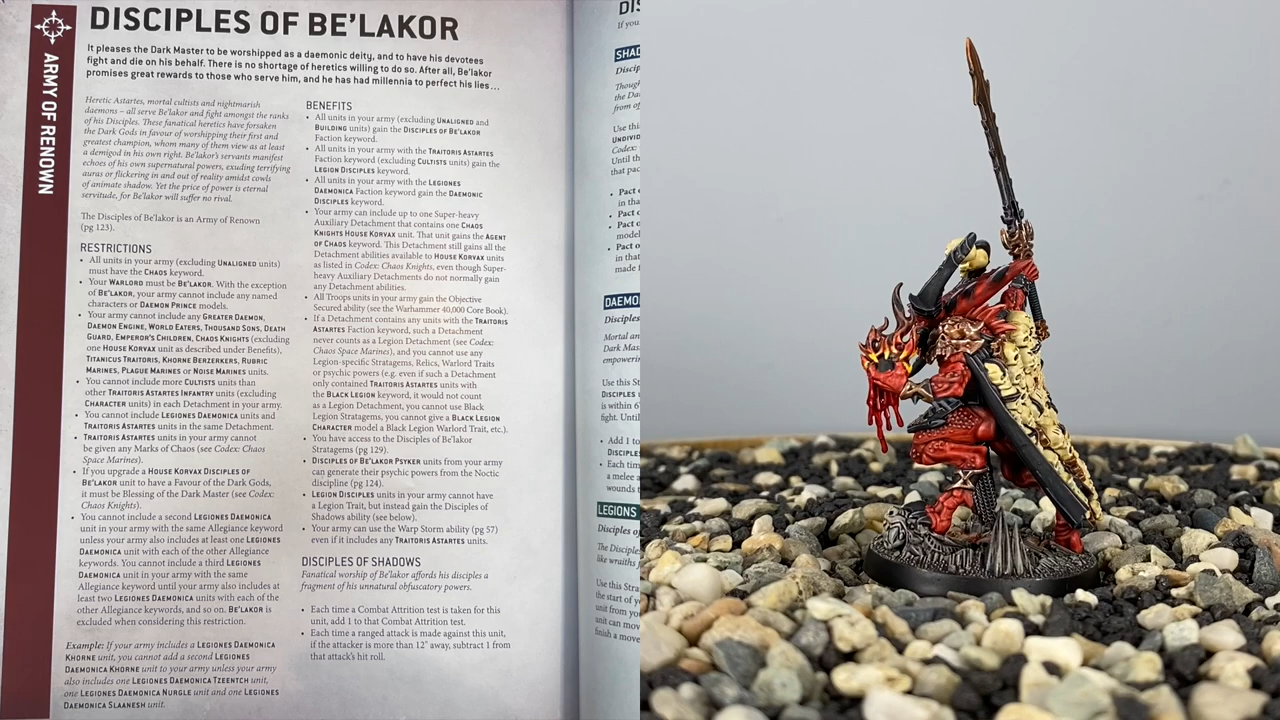 DISCIPLES OF BE'LAKOR
It pleases the Dark Master to be worshipped as a daemonic deity, and to have his devotees
fight and die on his behalf. There is no shortage of heretics willing to do so. After all, Be'lakor
promises great rewards to those who serve him, and he has had millennia to perfect his lies...
ARMY OF RENOWN
Heretic Astartes, mortal cultists and nightmarish
daemons – all serve Be'lakor and fight amongst the ranks
of his Disciples. These fanatical heretics have forsaken
the Dark Gods in favour of worshipping their first and
greatest champion, whom many of them view as at least
a demigod in his own right. Be'lakor's servants manifest
echoes of his own supernatural powers, exuding terrifying
auras or flickering in and out of reality amidst cowls
of animate shadow. Yet the price of power is eternal
servitude, for Be'lakor will suffer no rival.
The Disciples of Be'lakor is an Army of Renown
(pg 123).
RESTRICTIONS
• All units in your army (excluding UNALIGNED units)
must have the CHAOS keyword.
• Your WARLORD must be BE'LAKOR. With the exception
of BE'LAKOR, your army cannot include any named
characters or DAEMON PRINCE models.
• Your army cannot include any GREATER DAEMON,
DAEMON ENGINE, WORLD EATERS, THOUSAND SONS, DEATH
GUARD, EMPEROR'S CHILDREN, CHAOS KNIGHTS (excluding
one HOUSE KORVAX unit as described under Benefits),
TITANICUS TRAITORIS, KHORNE BERZERKERS, RUBRIC
MARINES, PLAGUE MARINES or NOISE MARINES units.
• You cannot include more CULTISTS units than
other TRAITORIS ASTARTES INFANTRY units (excluding
CHARACTER units) in each Detachment in your army.
• You cannot include LEGIONES DAEMONICA units and
TRAITORIS ASTARTES units in the same Detachment.
• TRAITORIS ASTARTES units in your army cannot
be given any Marks of Chaos (see Codex: Chaos
Space Marines).
• If you upgrade a HOUSE KORVAX DISCIPLES OF
BE'LAKOR unit to have a Favour of the Dark Gods,
it must be Blessing of the Dark Master (see Codex:
Chaos Knights).
• You cannot include a second LEGIONES DAEMONICA
unit in your army with the same Allegiance keyword
unless your army also includes at least one LEGIONES
DAEMONICA unit with each of the other Allegiance
keywords. You cannot include a third LEGIONES
DAEMONICA unit in your army with the same
Allegiance keyword until your army also includes at
least two LEGIONES DAEMONICA units with each of the
other Allegiance keywords, and so on. BE'LAKOR is
excluded when considering this restriction.
Example: If your army includes a LEGIONES DAEMONICA
KHORNE unit, you cannot add a second LEGIONES
DAEMONICA KHORNE unit to your army unless your army
also includes one LEGIONES DAEMONICA TZEENTCH unit,
one LEGIONES DAEMONICA NURGLE unit and one LEGIONES
DAEMONICA SLAANESH unit.
BENEFITS
• All units in your army (excluding UNALIGNED and
BUILDING units) gain the DISCIPLES OF BE'LAKOR
Faction keyword.
• All units in your army with the TRAITORIS ASTARTES
Faction keyword (excluding CULTISTS units) gain the
LEGION DISCIPLES keyword.
• All units in your army with the LEGIONES
DAEMONICA Faction keyword gain the DAEMONIC
DISCIPLES keyword.
• Your army can include up to one Super-heavy
Auxiliary Detachment that contains one CHAOS
KNIGHTS HOUSE KORVAX unit. That unit gains the AGENT
OF CHAOS keyword. This Detachment still gains all the
Detachment abilities available to HOUSE KORVAX units
as listed in Codex: Chaos Knights, even though Super-
heavy Auxiliary Detachments do not normally gain
any Detachment abilities.
• All Troops units in your army gain the Objective
Secured ability (see the Warhammer 40,000 Core Book).
• If a Detachment contains any units with the TRAITORIS
ASTARTES Faction keyword, such a Detachment
never counts as a Legion Detachment (see Codex:
Chaos Space Marines), and you cannot use any
Legion-specific Stratagems, Relics, Warlord Traits
or psychic powers (e.g. even if such a Detachment
only contained TRAITORIS ASTARTES units with
the BLACK LEGION keyword, it would not count
as a Legion Detachment, you cannot use Black
Legion Stratagems, you cannot give a BLACK LEGION
CHARACTER model a Black Legion Warlord Trait, etc.).
• You have access to the Disciples of Be'lakor
Stratagems (pg 129).
• DISCIPLES OF BE'LAKOR PSYKER units from your army
can generate their psychic powers from the Noctic
discipline (pg 124).
• LEGION DISCIPLES units in your army cannot have
a Legion Trait, but instead gain the Disciples of
Shadows ability (see below).
• Your army can use the Warp Storm ability (pg 57)
even if it includes any TRAITORIS ASTARTES units.
DISCIPLES OF SHADOWS
Fanatical worship of Be'lakor affords his disciples a
fragment of his unnatural obfuscatory powers.
• Each time a Combat Attrition test is taken for this
unit, add 1 to that Combat Attrition test.
• Each time a ranged attack is made against this unit,
if the attacker is more than 12" away, subtract 1 from
that attack's hit roll.